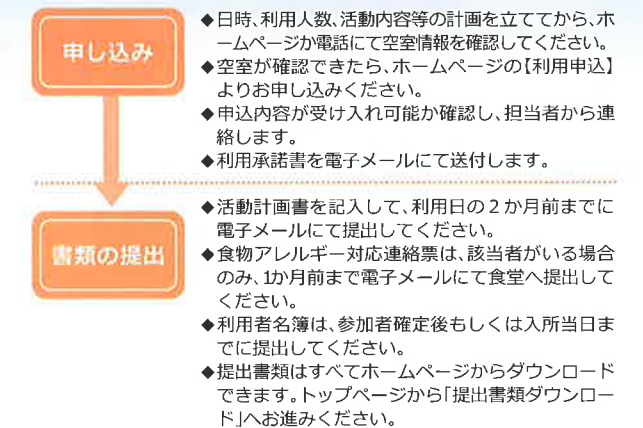 申し込み
◆日時、利用人数、活動内容等の計画を立ててから、ホ
ームページか電話にて空室情報を確認してください。
◆空室が確認できたら、ホームページの【利用申込】
よりお申し込みください。
◆申込内容が受け入れ可能か確認し、担当者から連
絡します。
◆利用承諾書を電子メールにて送付します。
書類の提出
◆活動計画書を記入して、利用日の2か月前までに
電子メールにて提出してください。
◆食物アレルギー対応連絡票は、該当者がいる場合
のみ、1か月前まで電子メールにて食堂へ提出して
ください。
◆利用者名簿は、参加者確定後もしくは入所当日ま
でに提出してください。
◆提出書類はすべてホームページからダウンロード
できます。トップページから「提出書類ダウンロー
ド」へお進みください。